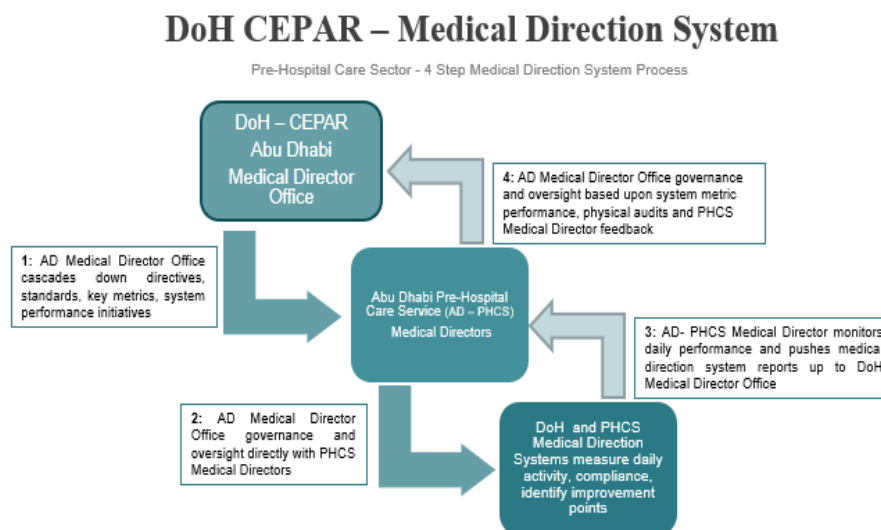 DoH CEPAR – Medical Direction System
Pre-Hospital Care Sector - 4 Step Medical Direction System Process
DoH – CEPAR
Abu Dhabi
Medical Director
Office
4: AD Medical Director Office governance
and oversight based upon system metric
performance, physical audits and PHCS
Medical Director feedback
1: AD Medical Director Office
cascades down directives,
standards, key metrics, system
performance initiatives
Abu Dhabi Pre-Hospital
Care Service (AD – PHCS)
Medical Directors
3: AD- PHCS Medical Director monitors
daily performance and pushes medical
direction system reports up to DoH
Medical Director Office
2: AD Medical Director
Office governance and
oversight directly with PHCS
Medical Directors
DoH and PHCS
Medical Direction
Systems measure daily
activity, compliance,
identify improvement
points